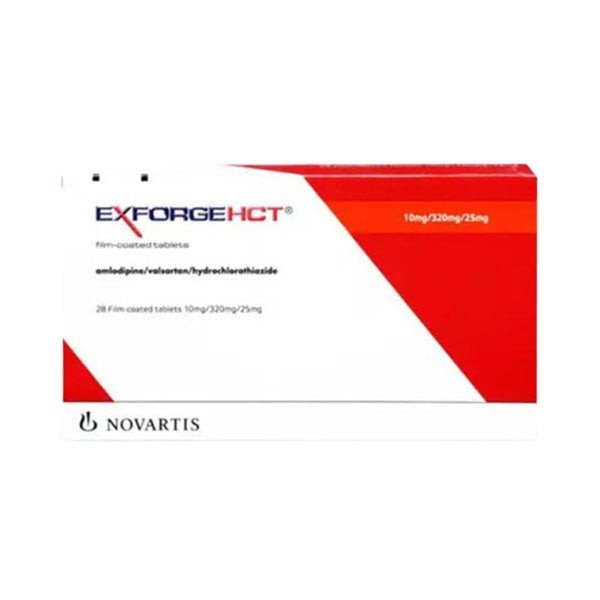 EXFORGEHCT®
10mg/320mg/25mg
film-coated tablets
amlodipine/valsartan/hydrochlorothiazide
28 Film-coated tablets 10mg/320mg/25mg
NOVARTIS